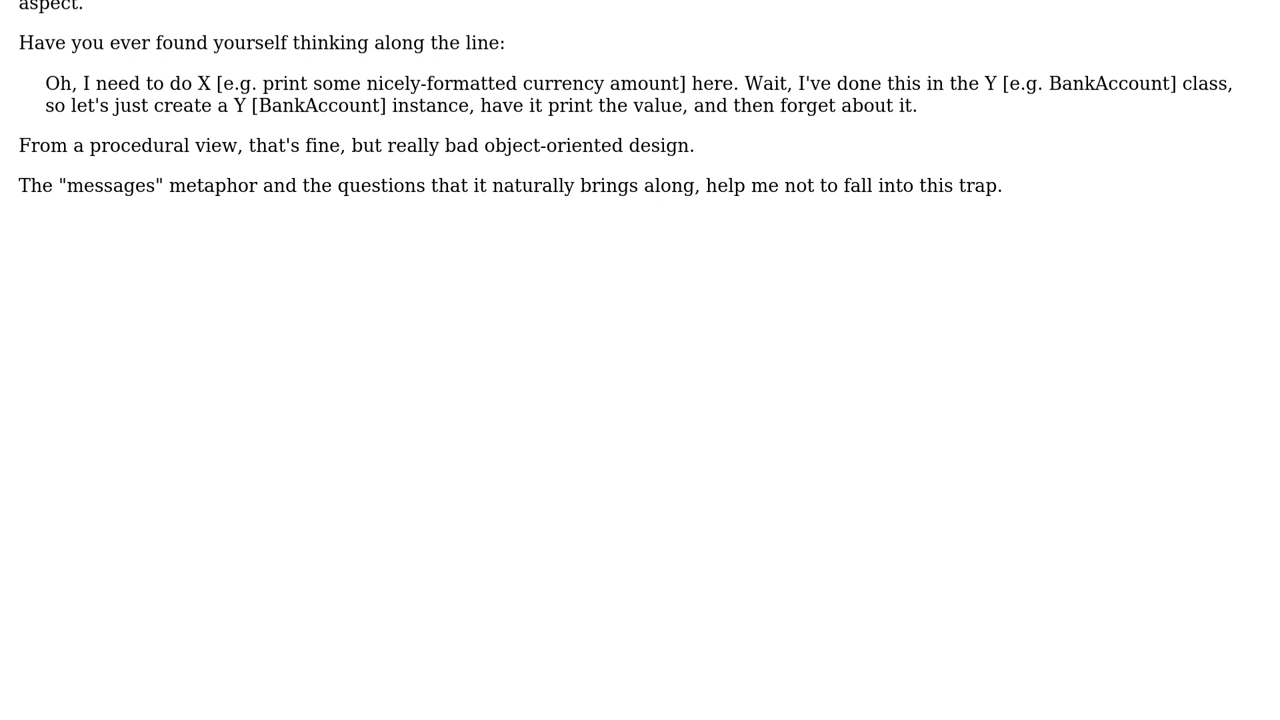 aspect.
Have you ever found yourself thinking along the line:
Oh, I need to do X [e.g. print some nicely-formatted currency amount] here. Wait, I've done this in the Y [e.g. BankAccount] class,
so let's just create a Y [BankAccount] instance, have it print the value, and then forget about it.
From a procedural view, that's fine, but really bad object-oriented design.
The "messages" metaphor and the questions that it naturally brings along, help me not to fall into this trap.